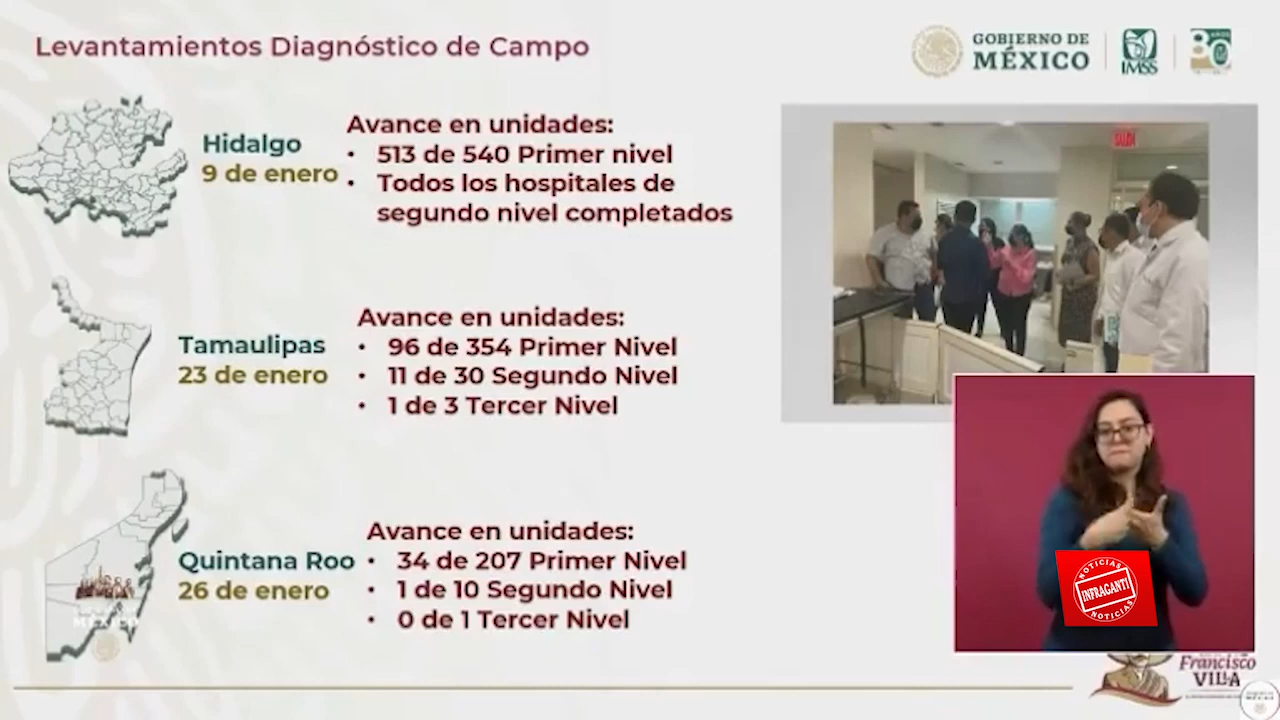 Levantamientos Diagnóstico de Campo
GOBIERNO DE
MÉXICO
IMSS
Hidalgo
9 de enero
Avance en unidades:
• 513 de 540 Primer nivel
• Todos los hospitales de
segundo nivel completados
Tamaulipas
23 de enero
Avance en unidades:
• 96 de 354 Primer Nivel
• 11 de 30 Segundo Nivel
• 1 de 3 Tercer Nivel
Quintana Roo
26 de enero
Avance en unidades:
• 34 de 207 Primer Nivel
• 1 de 10 Segundo Nivel
• 0 de 1 Tercer Nivel
MÉXICO
NOTICIAS
INFRAGANTI
NOTICIAS
Francisco
VILLA